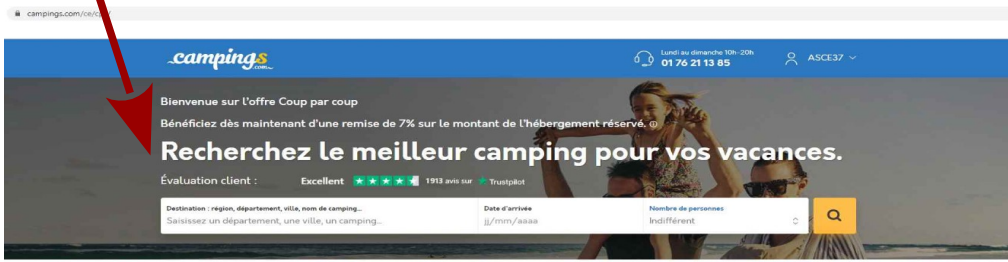 campings.com/ce/cpc/
campings
.com
Lundi au dimanche 10h-20h
01 76 21 13 85
ASCE37
Bienvenue sur l'offre Coup par coup
Bénéficiez dès maintenant d'une remise de 7% sur le montant de l'hébergement réservé.
Recherchez le meilleur camping pour vos vacances.
Évaluation client : Excellent 1913 avis sur Trustpilot
Destination : région, département, ville, nom de camping...
Saisissez un département, une ville, un camping...
Date d'arrivée
jj/mm/aaaa
Nombre de personnes
Indifférent